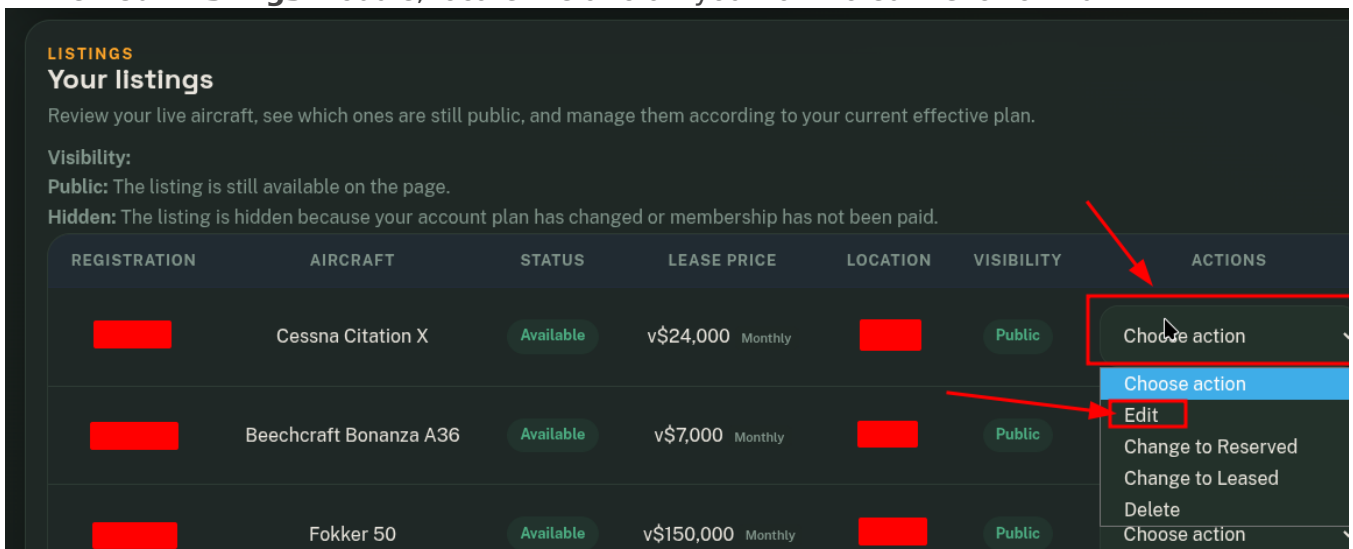 LISTINGS
Your listings
Review your live aircraft, see which ones are still public, and manage them according to your current effective plan.
Visibility:
Public: The listing is still available on the page.
Hidden: The listing is hidden because your account plan has changed or membership has not been paid.
REGISTRATION AIRCRAFT STATUS LEASE PRICE LOCATION VISIBILITY ACTIONS
Cessna Citation X Available v$24,000 Monthly Public Choose action
Choose action
Edit
Beechcraft Bonanza A36 Available v$7,000 Monthly Public
Change to Reserved
Change to Leased
Delete
Fokker 50 Available v$150,000 Monthly Public Choose action